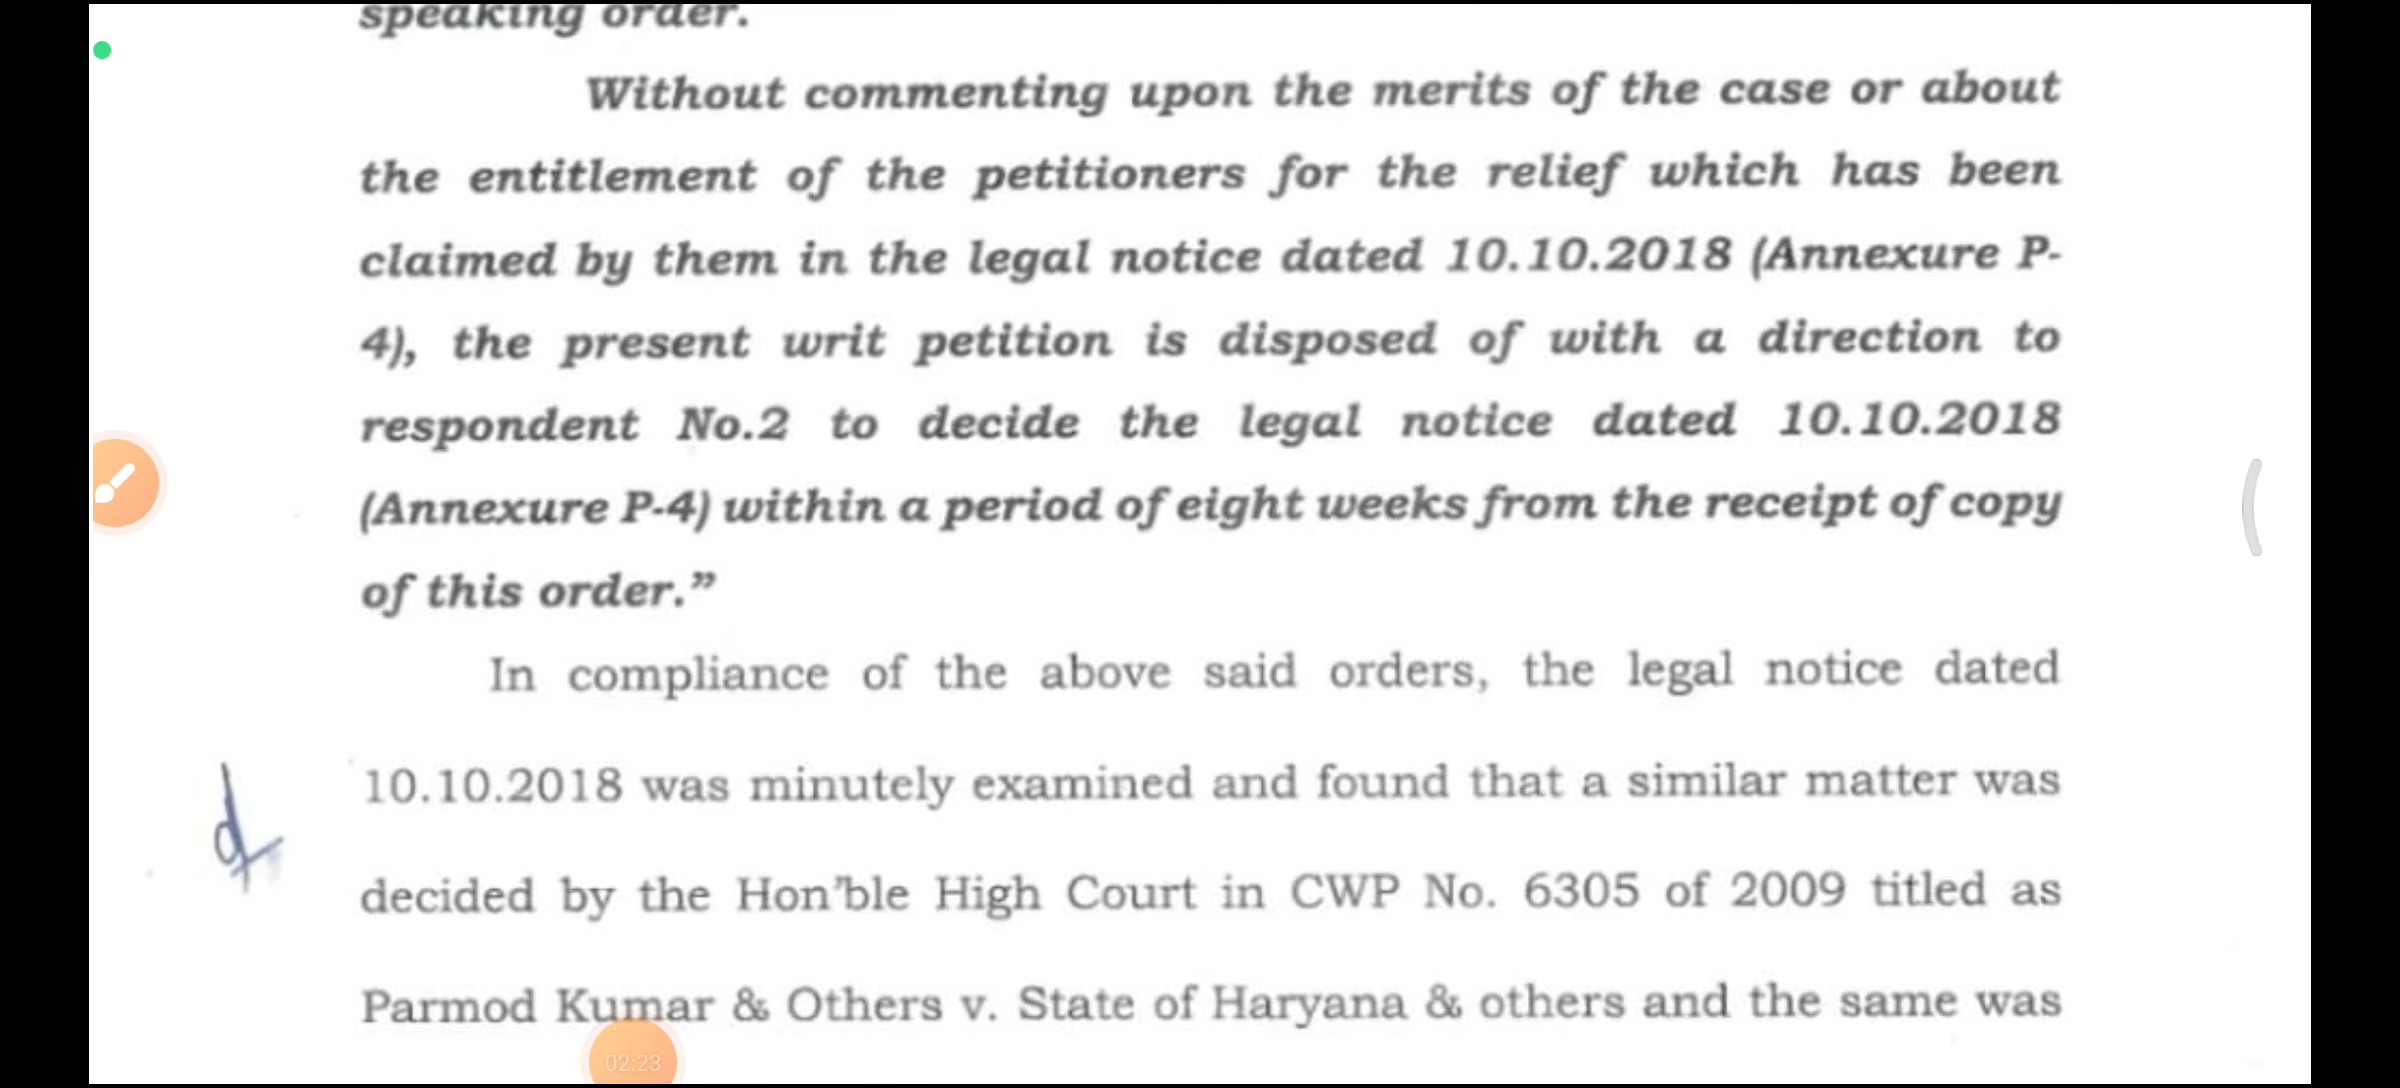 speaking order.
Without commenting upon the merits of the case or about
the entitlement of the petitioners for the relief which has been
claimed by them in the legal notice dated 10.10.2018 (Annexure P-
4), the present writ petition is disposed of with a direction to
respondent No.2 to decide the legal notice dated 10.10.2018
(Annexure P-4) within a period of eight weeks from the receipt of copy
of this order.”
In compliance of the above said orders, the legal notice dated
10.10.2018 was minutely examined and found that a similar matter was
decided by the Hon’ble High Court in CWP No. 6305 of 2009 titled as
Parmod Kumar & Others v. State of Haryana & others and the same was
02:23